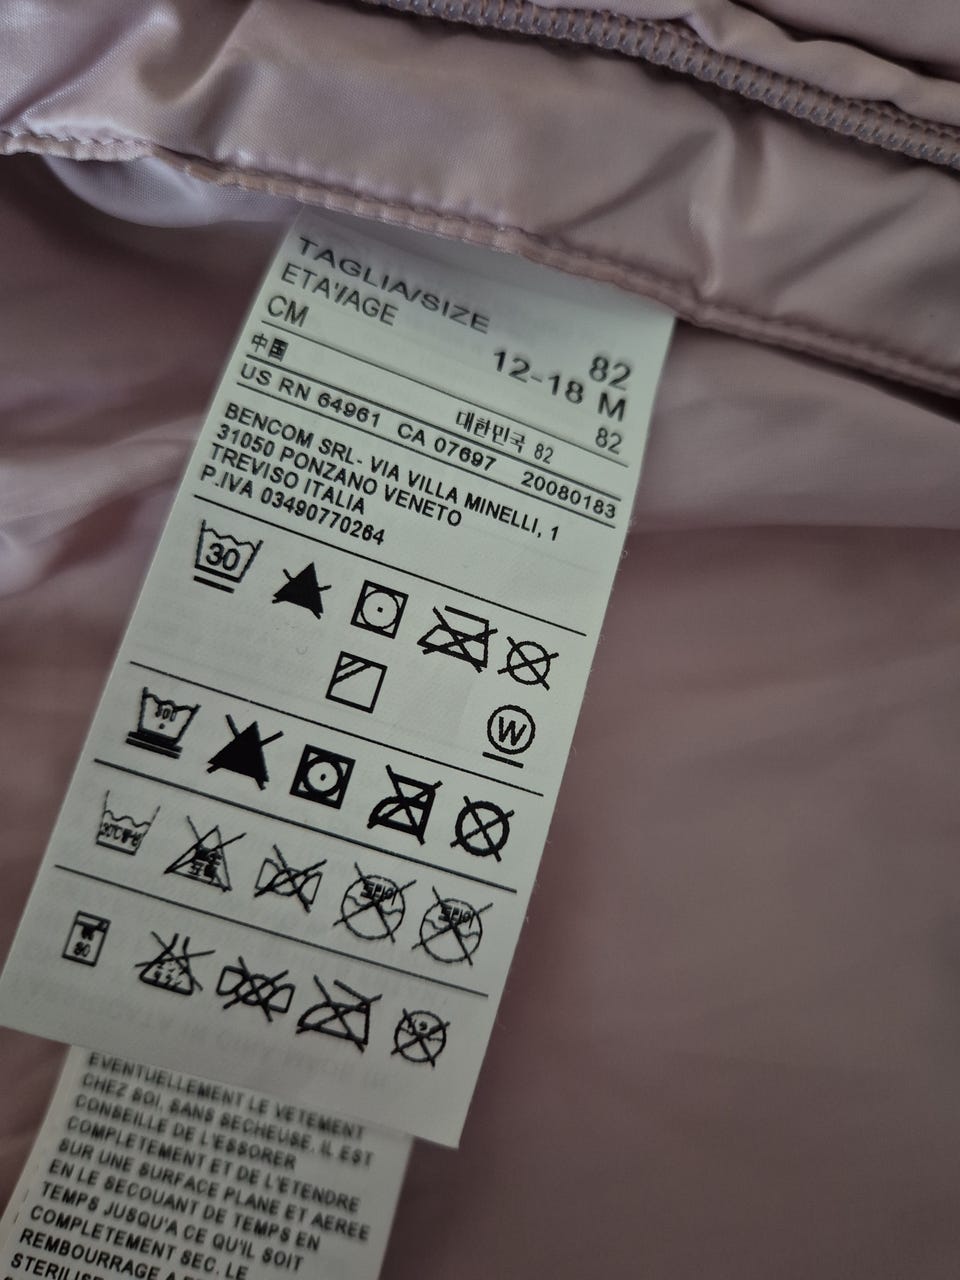 TAGLIA/SIZE 82
ETA'/AGE 12-18 M
CM 82
中国 대한민국 82
US RN 64961 CA 07697 20080183
BENCOM SRL- VIA VILLA MINELLI, 1
31050 PONZANO VENETO
TREVISO ITALIA
P.IVA 03490770264
30
W
EVENTUELLEMENT LE VETEMENT
CHEZ SOI, SANS SECHEUSE, IL EST
CONSEILLE DE L'ESSORER
COMPLETEMENT ET DE L'ETENDRE
SUR UNE SURFACE PLANE ET AEREE
EN LE SECOUANT DE TEMPS EN
TEMPS JUSQU'A CE QU'IL SOIT
COMPLETEMENT SEC. LE
REMBOURRAGE A